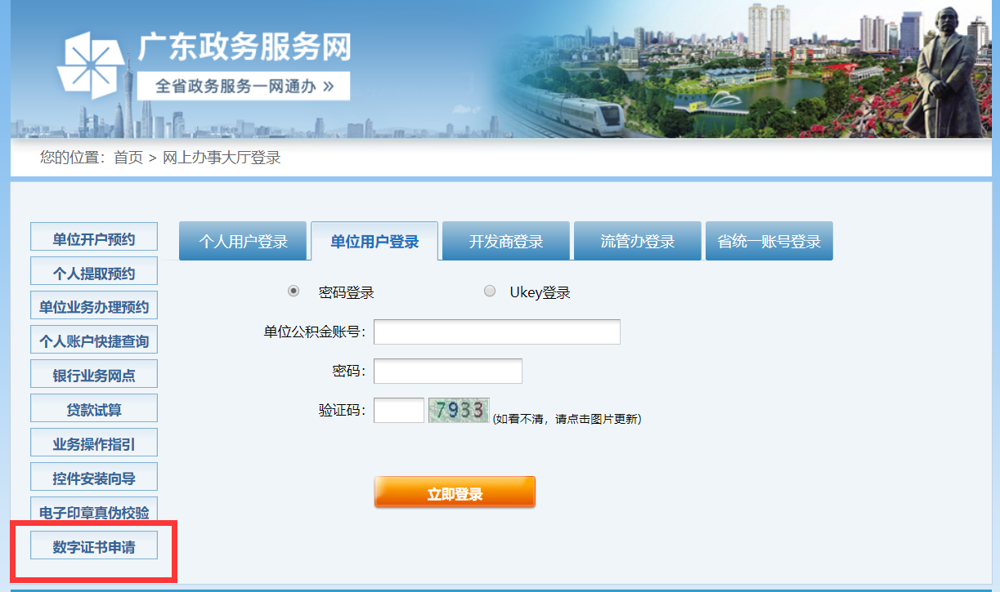 广东政务服务网
全省政务服务一网通办 »
您的位置：首页 > 网上办事大厅登录
单位开户预约
个人提取预约
单位业务办理预约
个人账户快捷查询
银行业务网点
贷款试算
业务操作指引
控件安装向导
电子印章真伪校验
数字证书申请
个人用户登录 单位用户登录 开发商登录 流管办登录 省统一账号登录
密码登录 Ukey登录
单位公积金账号：
密码：
验证码： 7933 (如看不清，请点击图片更新)
立即登录